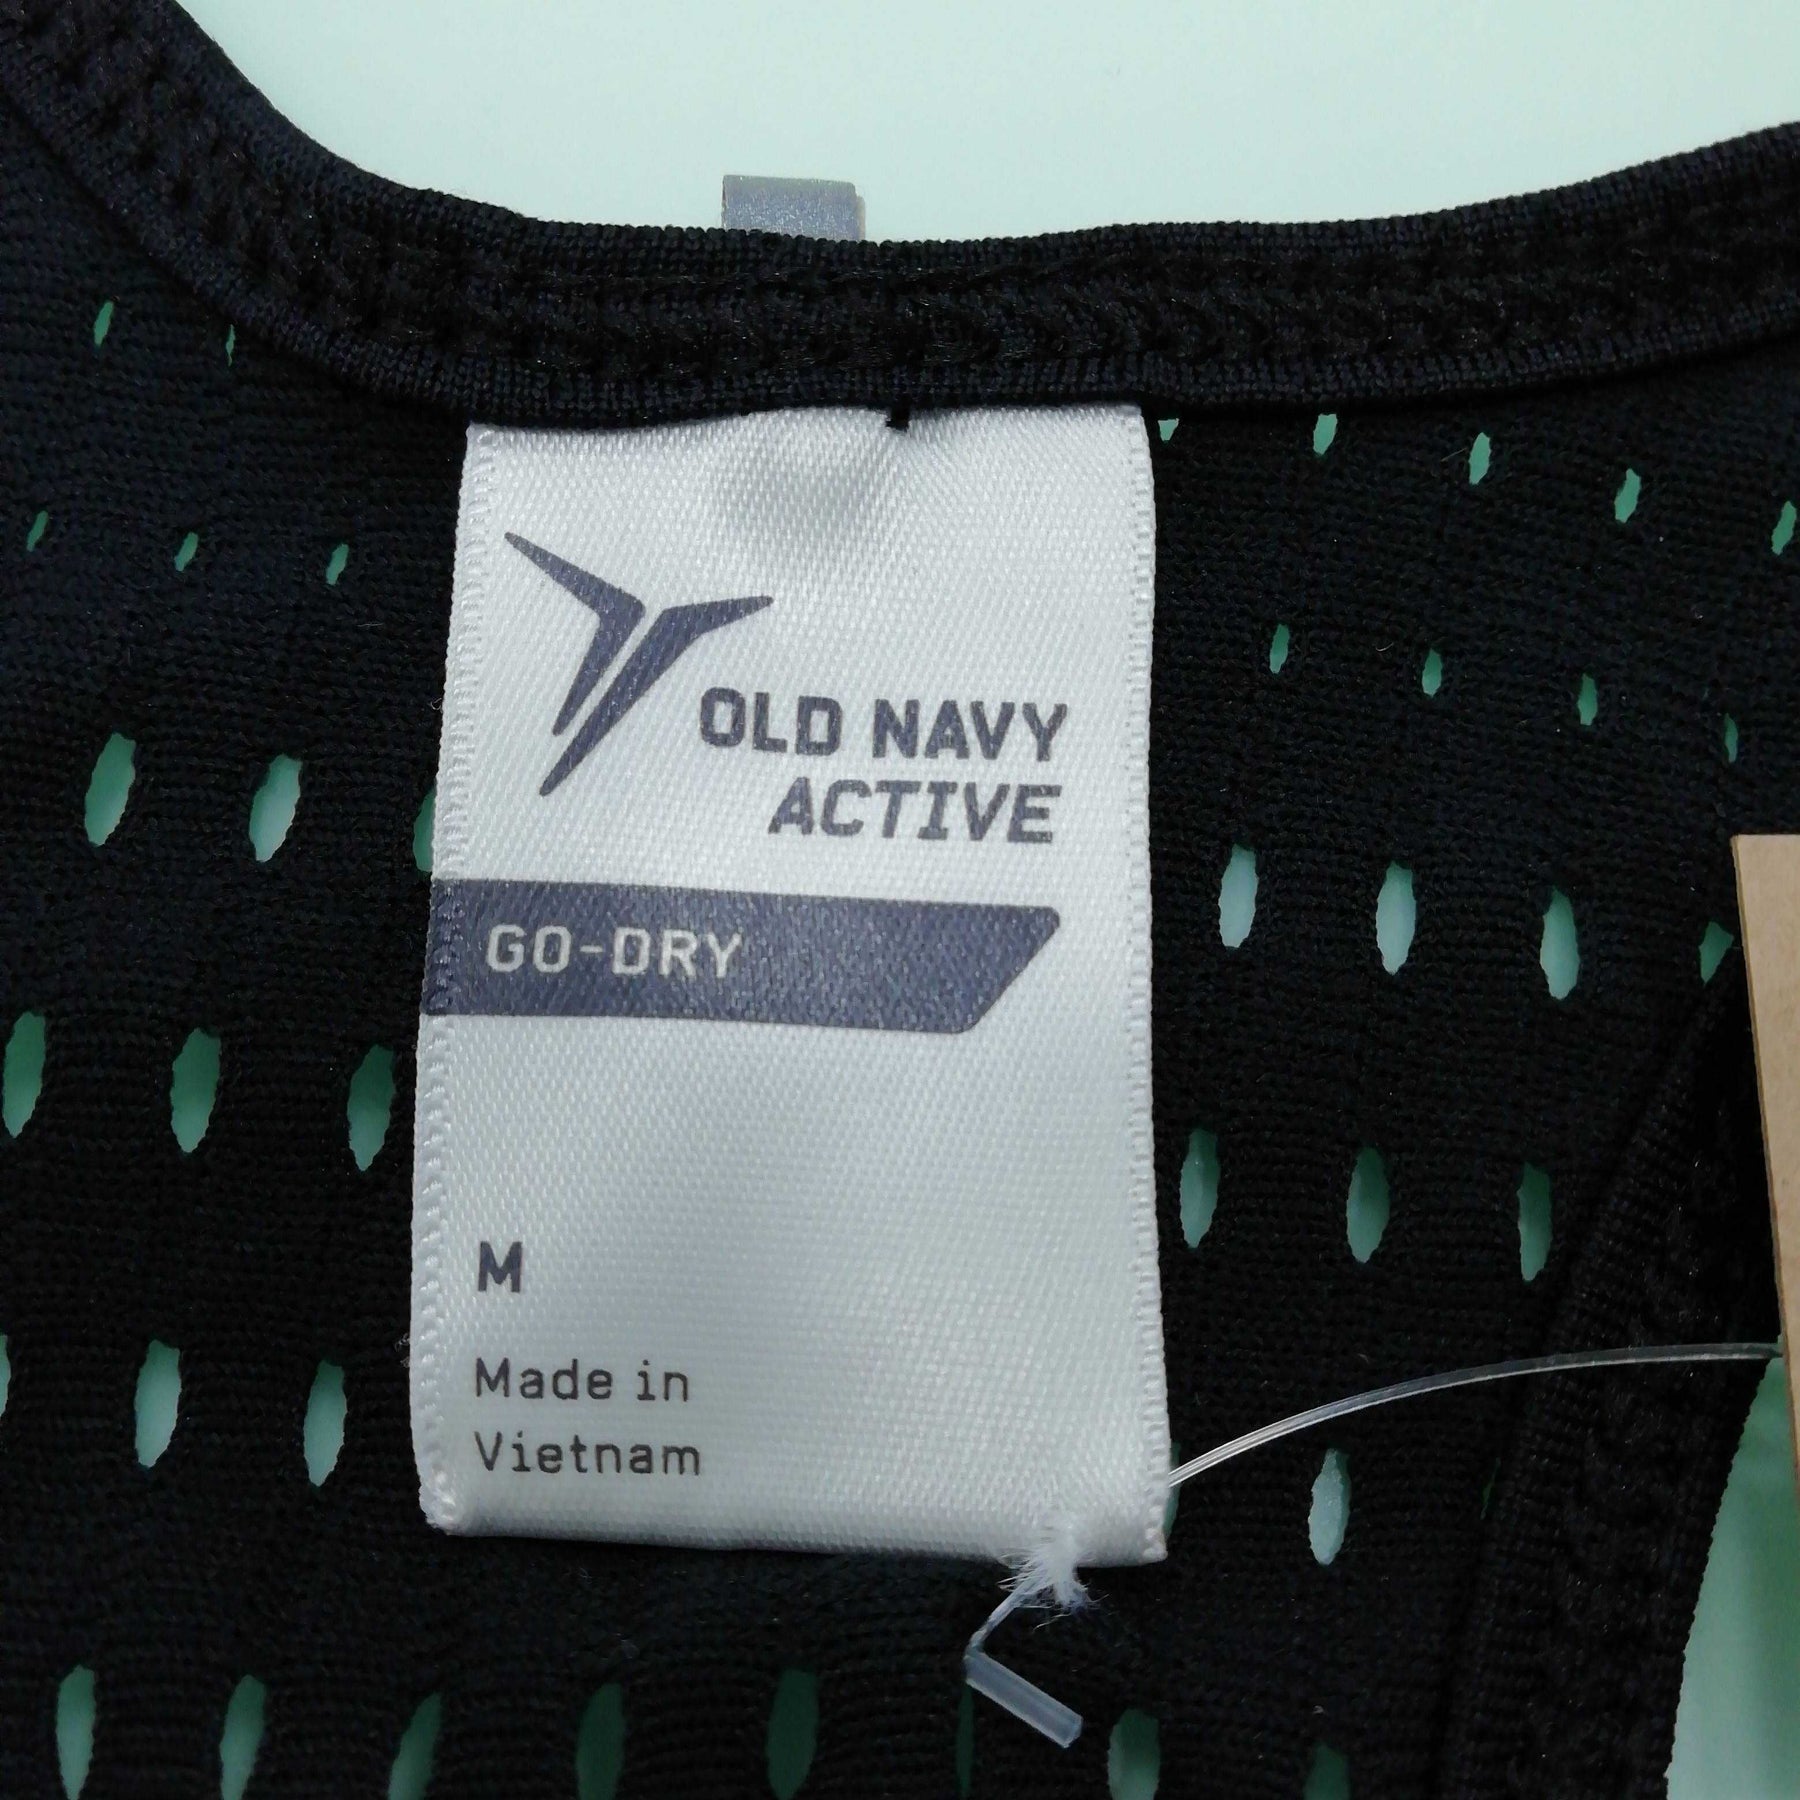 OLD NAVY
ACTIVE
GO-DRY
M
Made in
Vietnam